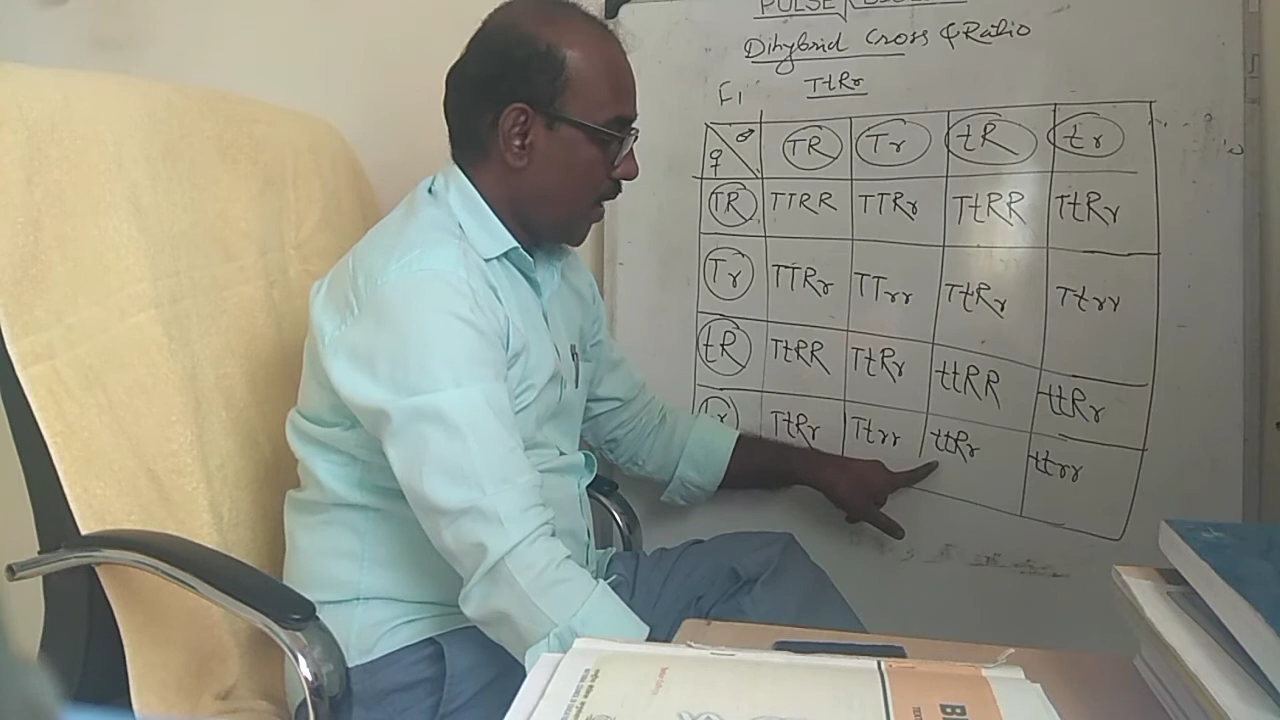 PULSE
Dihybrid Cross & Ratio
F1 TtRr
♂ TR Tr tR tr
♀
TR TTRR TTRr TtRR TtRr
Tr TTRr TTrr TtRr Ttrr
tR TtRR TtRr ttRR ttRr
TtRr Ttrr ttRr ttrr